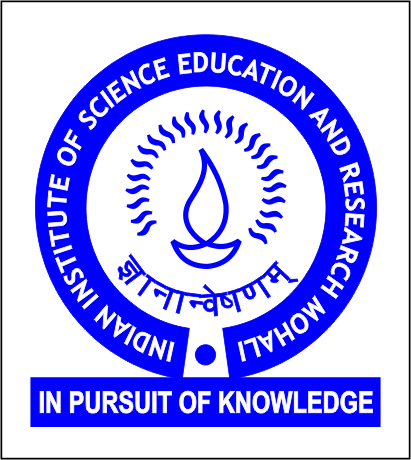 INDIAN INSTITUTE OF SCIENCE EDUCATION AND RESEARCH MOHALI
ज्ञानान्वेषणम्
IN PURSUIT OF KNOWLEDGE